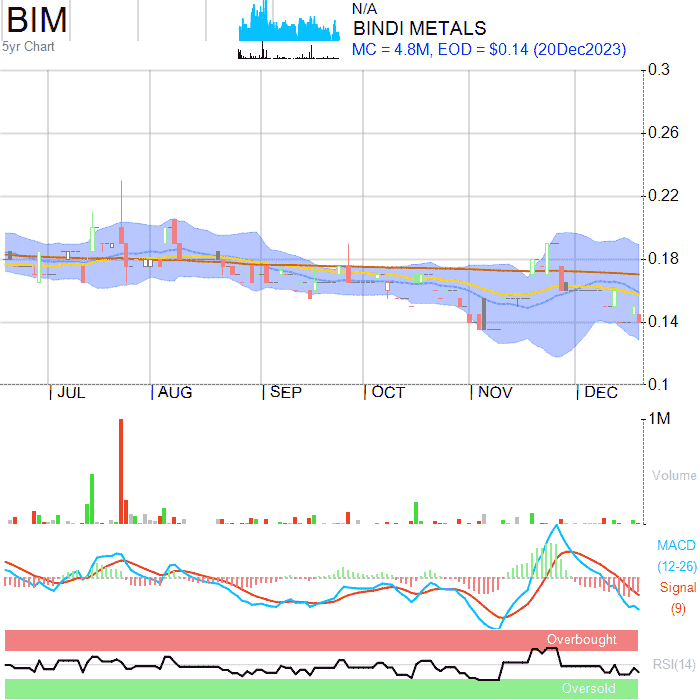 BIM
5yr Chart
N/A
BINDI METALS
MC = 4.8M, EOD = $0.14 (20Dec2023)
0.3
0.26
0.22
0.18
0.14
0.1
JUL AUG SEP OCT NOV DEC
1M
Volume
MACD
(12-26)
Signal
(9)
Overbought
RSI(14)
Oversold